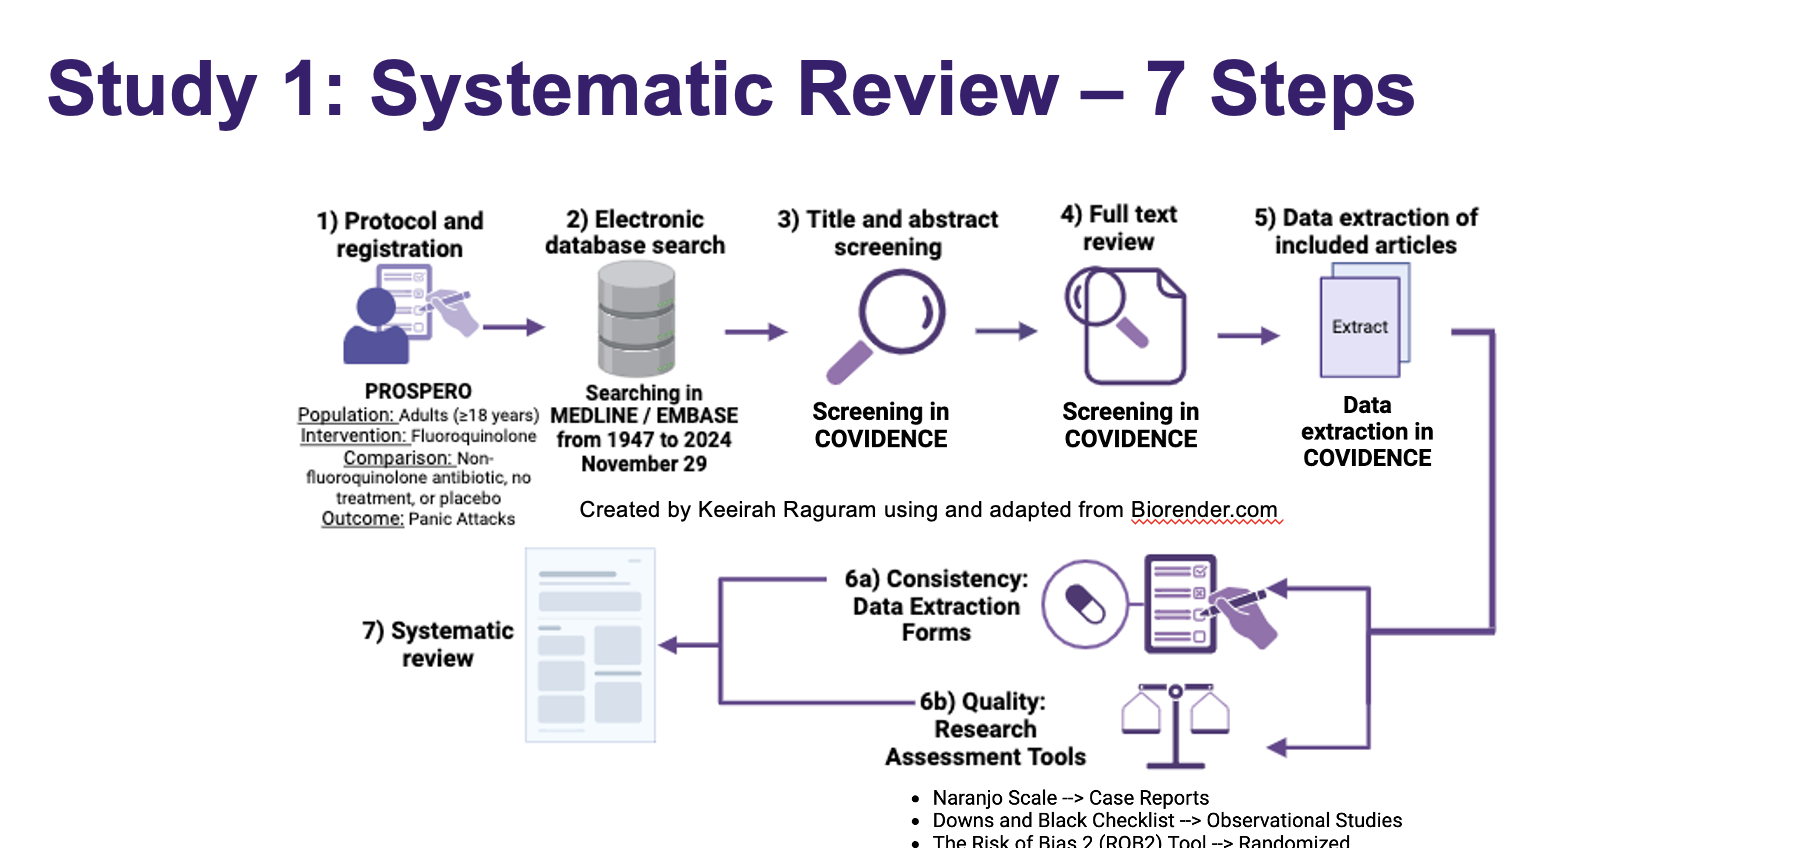 Study 1: Systematic Review – 7 Steps
1) Protocol and
registration
2) Electronic
database search
3) Title and abstract
screening
4) Full text
review
5) Data extraction of
included articles
Extract
PROSPERO
Population: Adults (≥18 years)
Intervention: Fluoroquinolone
Comparison: Non-
fluoroquinolone antibiotic, no
treatment, or placebo
Outcome: Panic Attacks
Searching in
MEDLINE / EMBASE
from 1947 to 2024
November 29
Screening in
COVIDENCE
Screening in
COVIDENCE
Data
extraction in
COVIDENCE
Created by Keeirah Raguram using and adapted from Biorender.com
6a) Consistency:
Data Extraction
Forms
6b) Quality:
Research
Assessment Tools
• Naranjo Scale --> Case Reports
• Downs and Black Checklist --> Observational Studies
• The Risk of Bias 2 (ROB2) Tool --> Randomized
7) Systematic
review